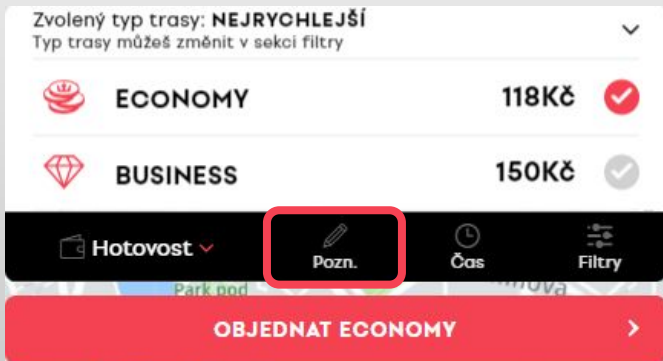 Zvolený typ trasy: NEJRYCHLEJŠÍ
Typ trasy můžeš změnit v sekci filtry
ECONOMY 118Kč
BUSINESS 150Kč
Hotovost Pozn. Čas Filtry
Park pod
OBJEDNAT ECONOMY